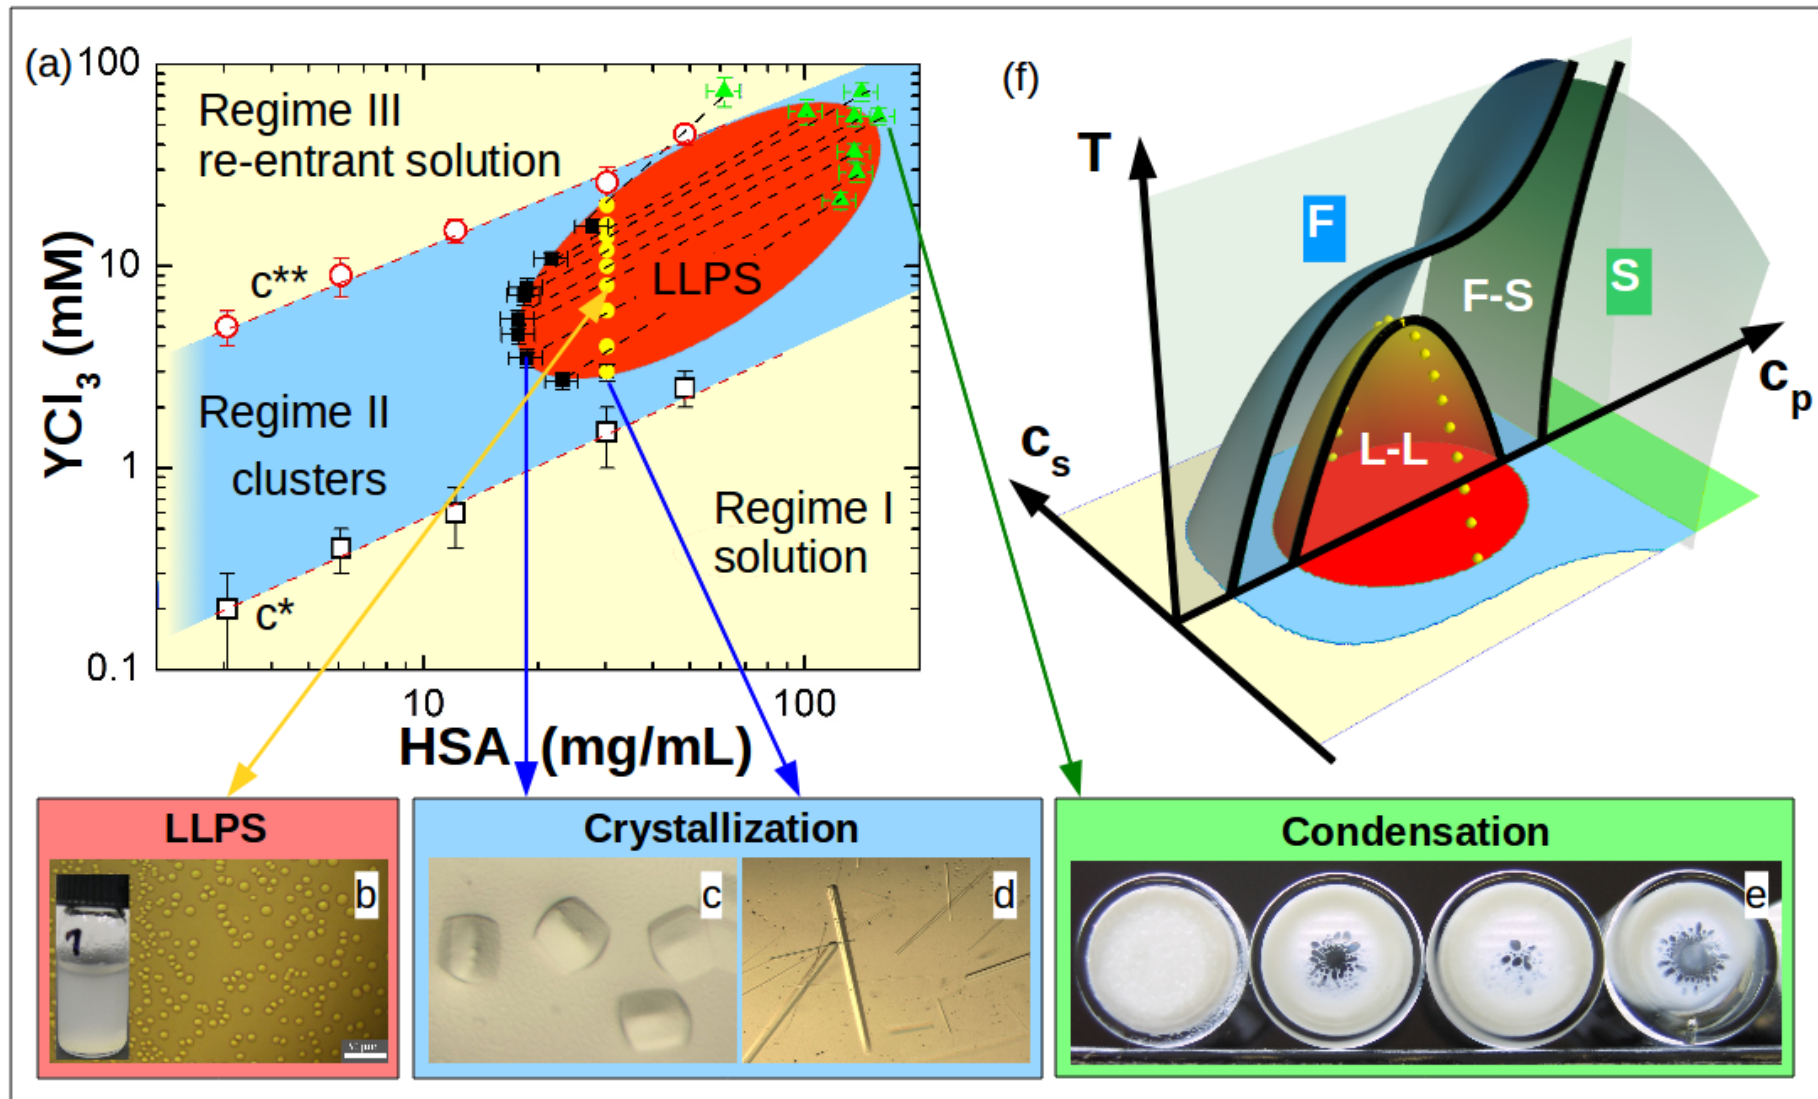 (a)
100
10
1
0.1
YCl3 (mM)
Regime III
re-entrant solution
c**
LLPS
Regime II
clusters
Regime I
solution
c*
10
100
HSA (mg/mL)
(f)
T
F
S
F-S
L-L
cs
cp
LLPS
b
1
Crystallization
c
d
Condensation
e